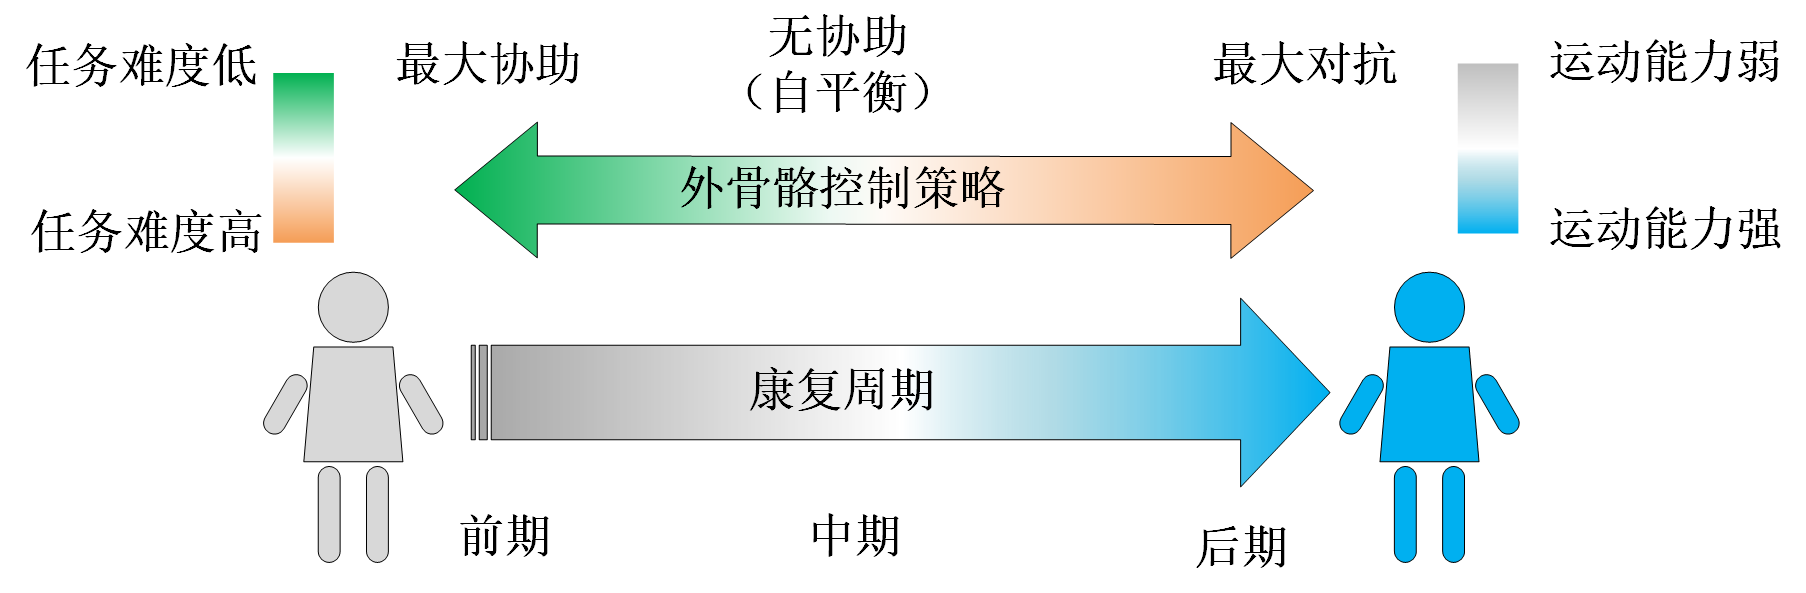 任务难度低
最大协助
无协助
（自平衡）
最大对抗
运动能力弱
外骨骼控制策略
任务难度高
运动能力强
康复周期
前期
中期
后期